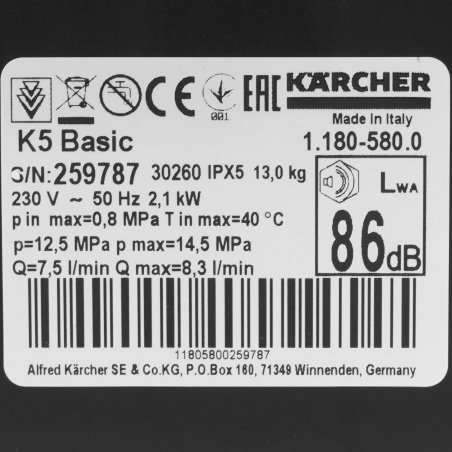 CE EAC KÄRCHER
001
Made In Italy
K5 Basic 1.180-580.0
S/N:259787 30260 IPX5 13,0 kg
230 V ~ 50 Hz 2,1 kW
p in max=0,8 MPa T in max=40 °C
p=12,5 MPa p max=14,5 MPa
Q=7,5 l/min Q max=8,3 l/min
LWA
86dB
11805800259787
Alfred Kärcher SE & Co.KG, P.O.Box 160, 71349 Winnenden, Germany